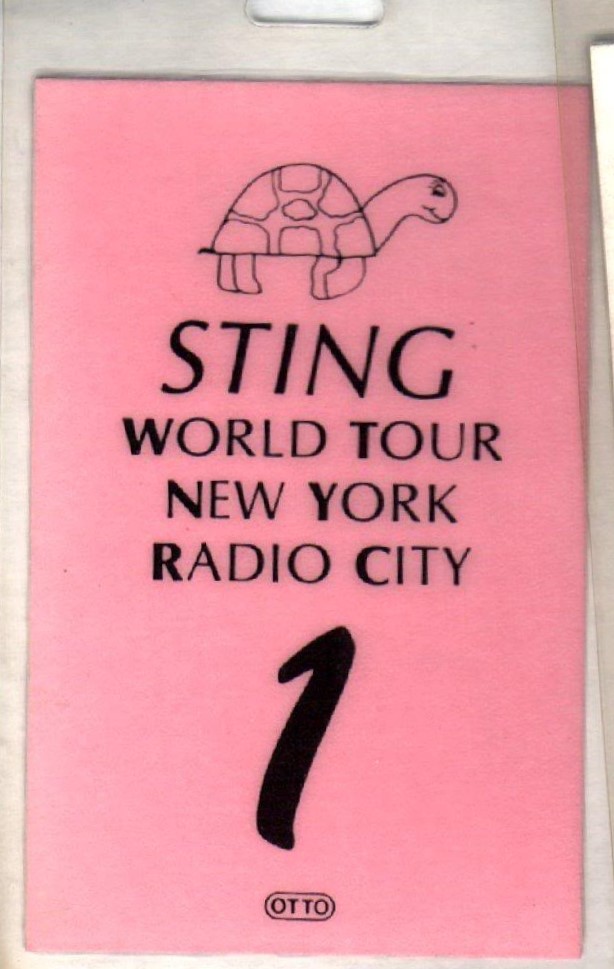 STING
WORLD TOUR
NEW YORK
RADIO CITY
1
OTTO